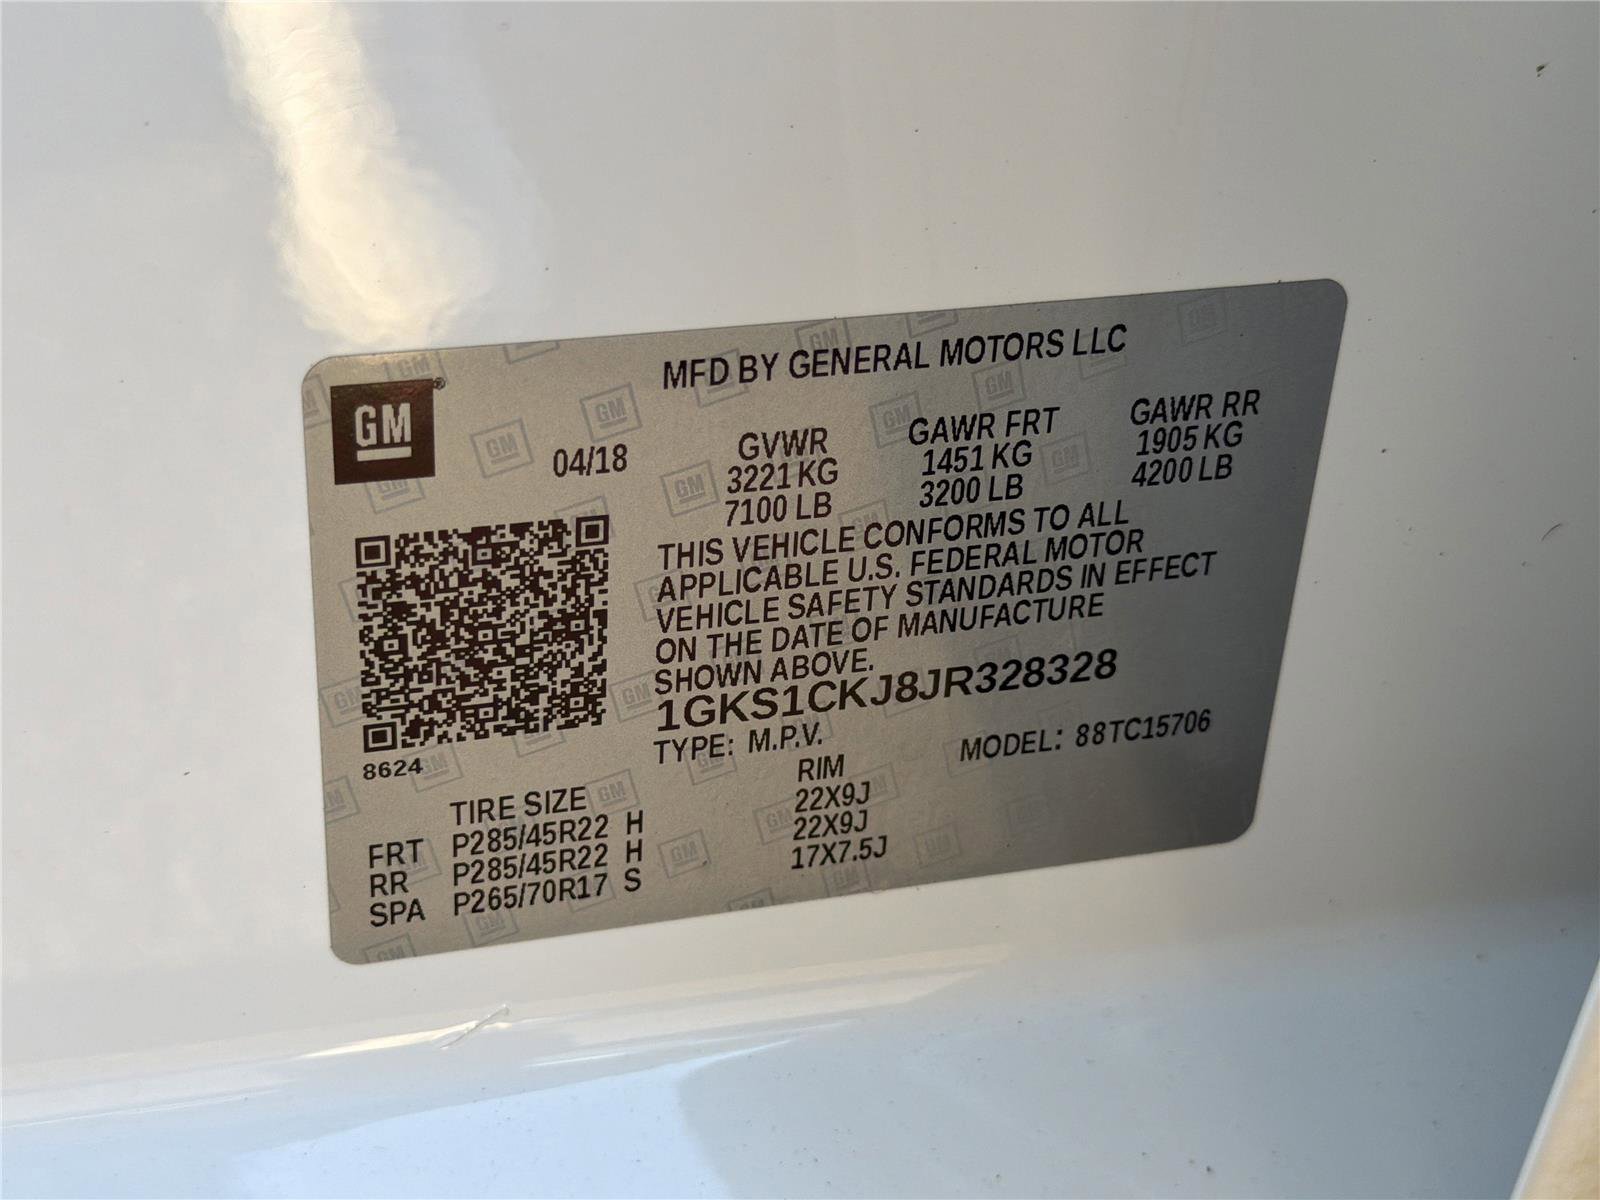 MFD BY GENERAL MOTORS LLC
GM®
04/18
GVWR GAWR FRT GAWR RR
3221 KG 1451 KG 1905 KG
7100 LB 3200 LB 4200 LB
THIS VEHICLE CONFORMS TO ALL
APPLICABLE U.S. FEDERAL MOTOR
VEHICLE SAFETY STANDARDS IN EFFECT
ON THE DATE OF MANUFACTURE
SHOWN ABOVE.
1GKS1CKJ8JR328328
TYPE: M.P.V. MODEL: 88TC15706
8624
TIRE SIZE RIM
FRT P285/45R22 H 22X9J
RR P285/45R22 H 22X9J
SPA P265/70R17 S 17X7.5J